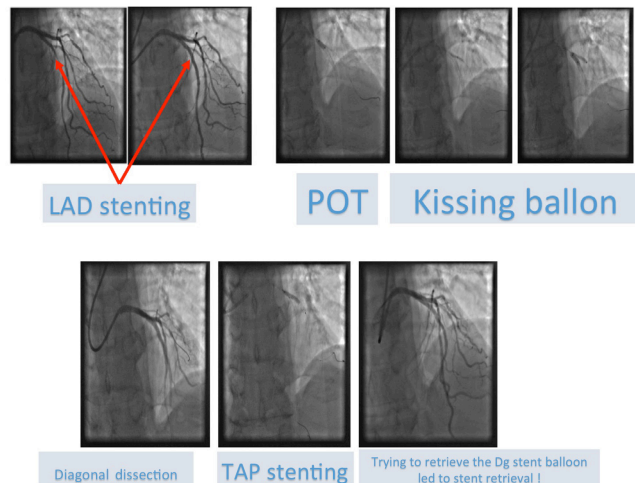 LAD stenting
POT
Kissing ballon
Diagonal dissection
TAP stenting
Trying to retrieve the Dg stent balloon
led to stent retrieval !